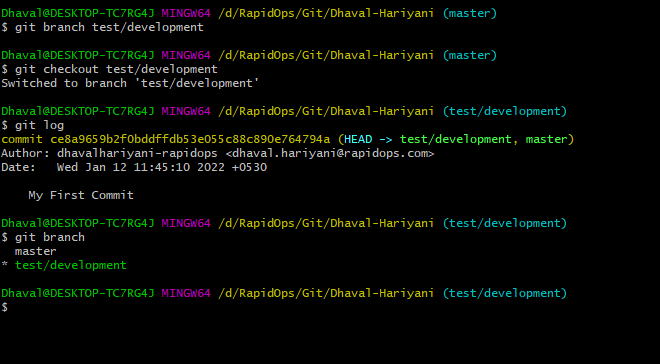 Dhaval@DESKTOP-TC7RG4J MINGW64 /d/RapidOps/Git/Dhaval-Hariyani (master)
$ git branch test/development
Dhaval@DESKTOP-TC7RG4J MINGW64 /d/RapidOps/Git/Dhaval-Hariyani (master)
$ git checkout test/development
Switched to branch 'test/development'
Dhaval@DESKTOP-TC7RG4J MINGW64 /d/RapidOps/Git/Dhaval-Hariyani (test/development)
$ git log
commit ce8a9659b2f0bddffdb53e055c88c890e764794a (HEAD -> test/development, master)
Author: dhavalhariyani-rapidops <dhaval.hariyani@rapidops.com>
Date:   Wed Jan 12 11:45:10 2022 +0530
    My First Commit
Dhaval@DESKTOP-TC7RG4J MINGW64 /d/RapidOps/Git/Dhaval-Hariyani (test/development)
$ git branch
  master
* test/development
Dhaval@DESKTOP-TC7RG4J MINGW64 /d/RapidOps/Git/Dhaval-Hariyani (test/development)
$